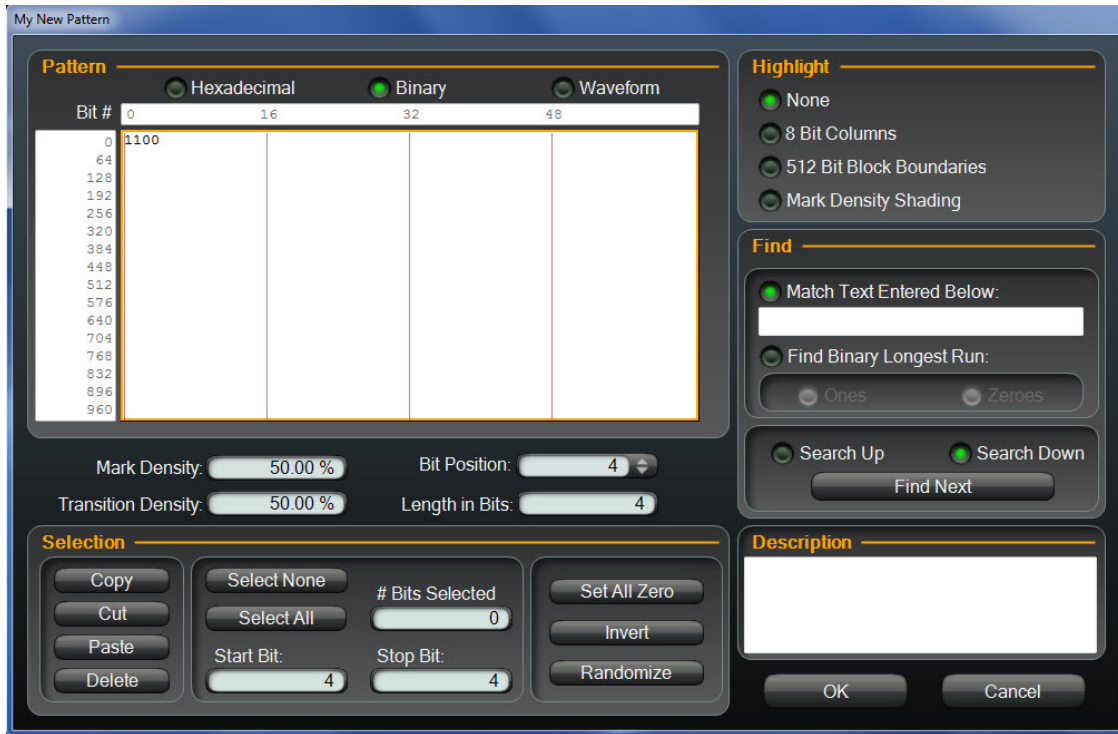 My New Pattern
Pattern
Hexadecimal Binary Waveform
Bit # 0 16 32 48
0 1100
64
128
192
256
320
384
448
512
576
640
704
768
832
896
960
Mark Density: 50.00 % Bit Position: 4
Transition Density: 50.00 % Length in Bits: 4
Selection
Copy
Cut
Paste
Delete
Select None
Select All
# Bits Selected
0
Start Bit: Stop Bit:
4 4
Set All Zero
Invert
Randomize
Highlight
None
8 Bit Columns
512 Bit Block Boundaries
Mark Density Shading
Find
Match Text Entered Below:
Find Binary Longest Run:
Ones Zeroes
Search Up Search Down
Find Next
Description
OK Cancel